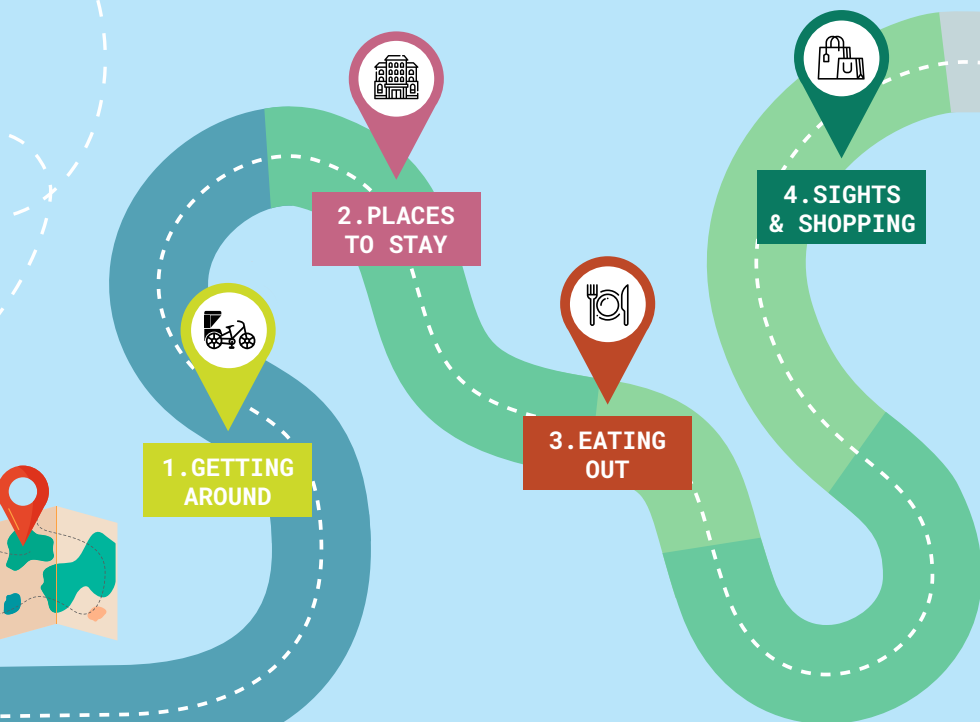 1.GETTING
AROUND
2.PLACES
TO STAY
3.EATING
OUT
4.SIGHTS
& SHOPPING